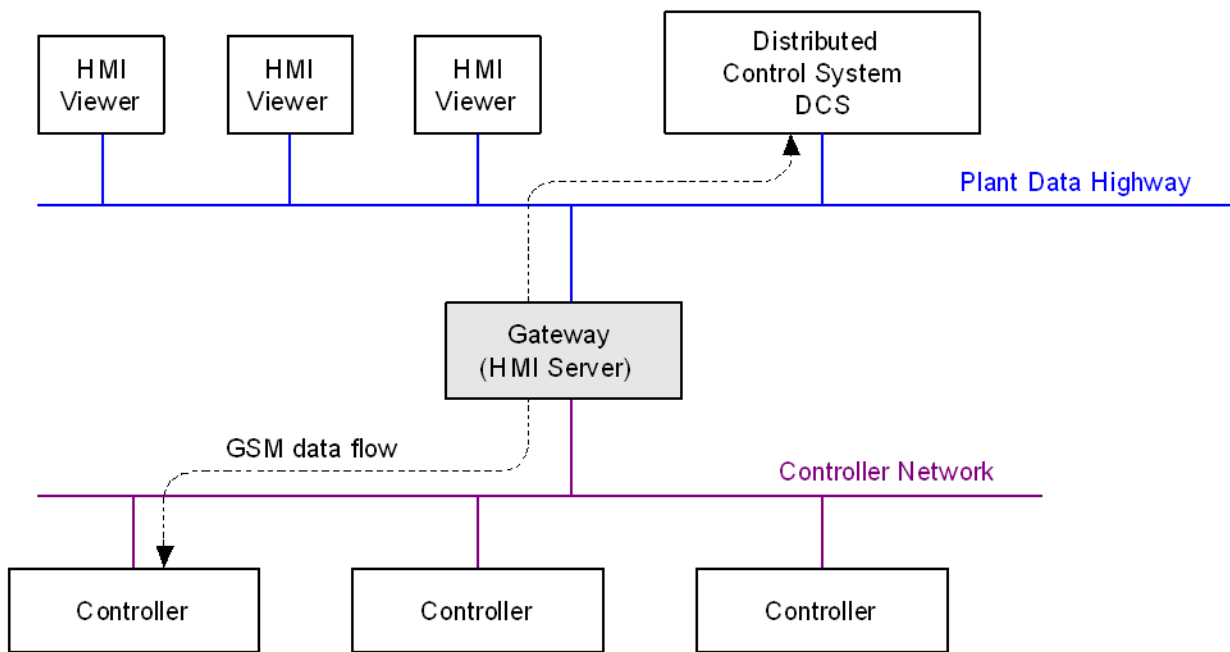 HMI
Viewer
HMI
Viewer
HMI
Viewer
Distributed
Control System
DCS
Plant Data Highway
Gateway
(HMI Server)
GSM data flow
Controller Network
Controller
Controller
Controller